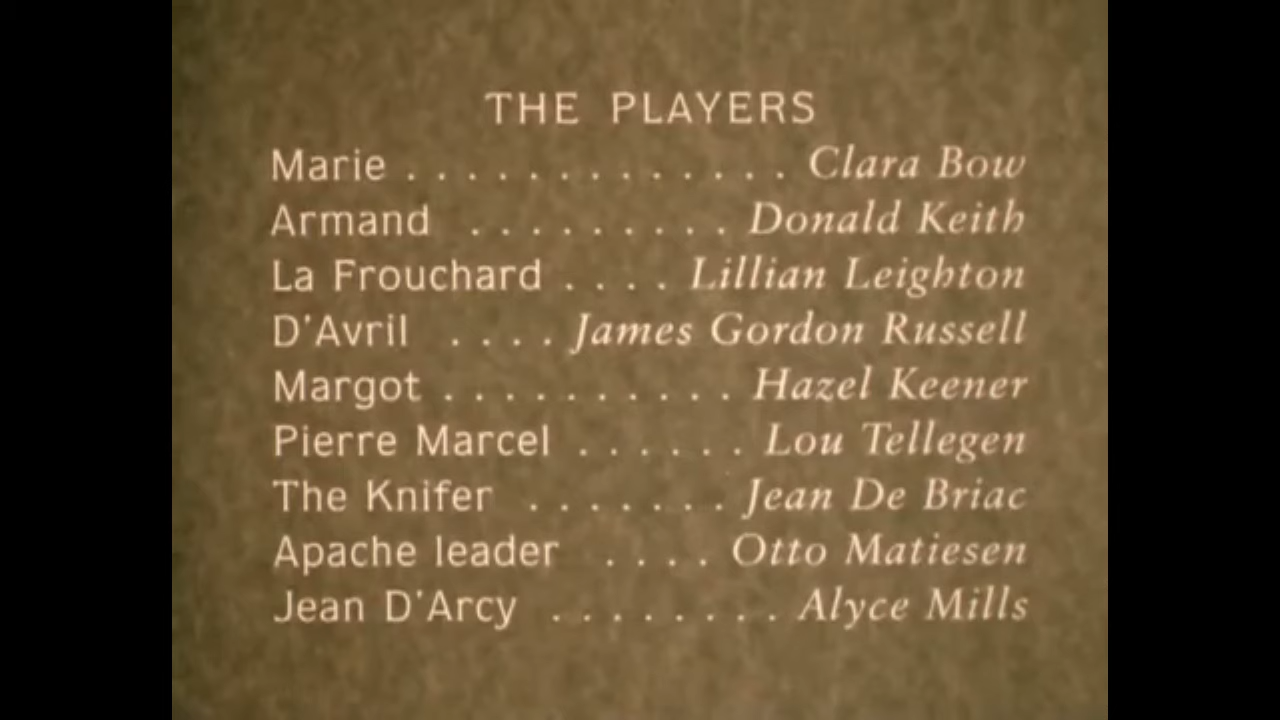 THE PLAYERS
Marie . . . . . . . . . . . . . Clara Bow
Armand . . . . . . . . . Donald Keith
La Frouchard . . . . Lillian Leighton
D'Avril . . . . James Gordon Russell
Margot . . . . . . . . . . Hazel Keener
Pierre Marcel . . . . . . Lou Tellegen
The Knifer . . . . . . . Jean De Briac
Apache leader . . . . Otto Matiesen
Jean D'Arcy . . . . . . . . Alyce Mills